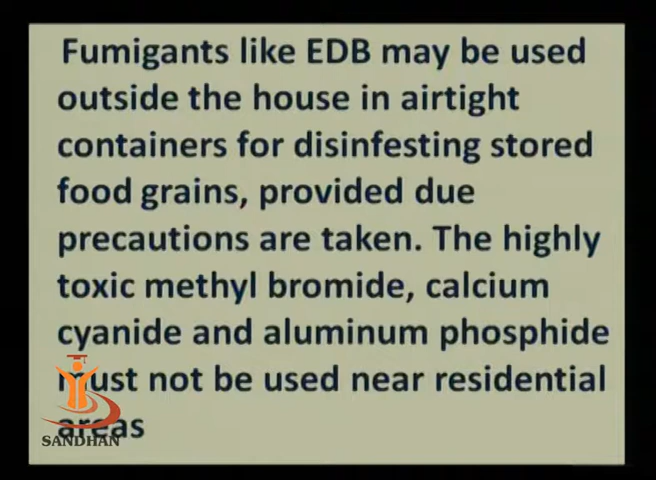 Fumigants like EDB may be used
outside the house in airtight
containers for disinfesting stored
food grains, provided due
precautions are taken. The highly
toxic methyl bromide, calcium
cyanide and aluminum phosphide
must not be used near residential
areas
SANDHAN